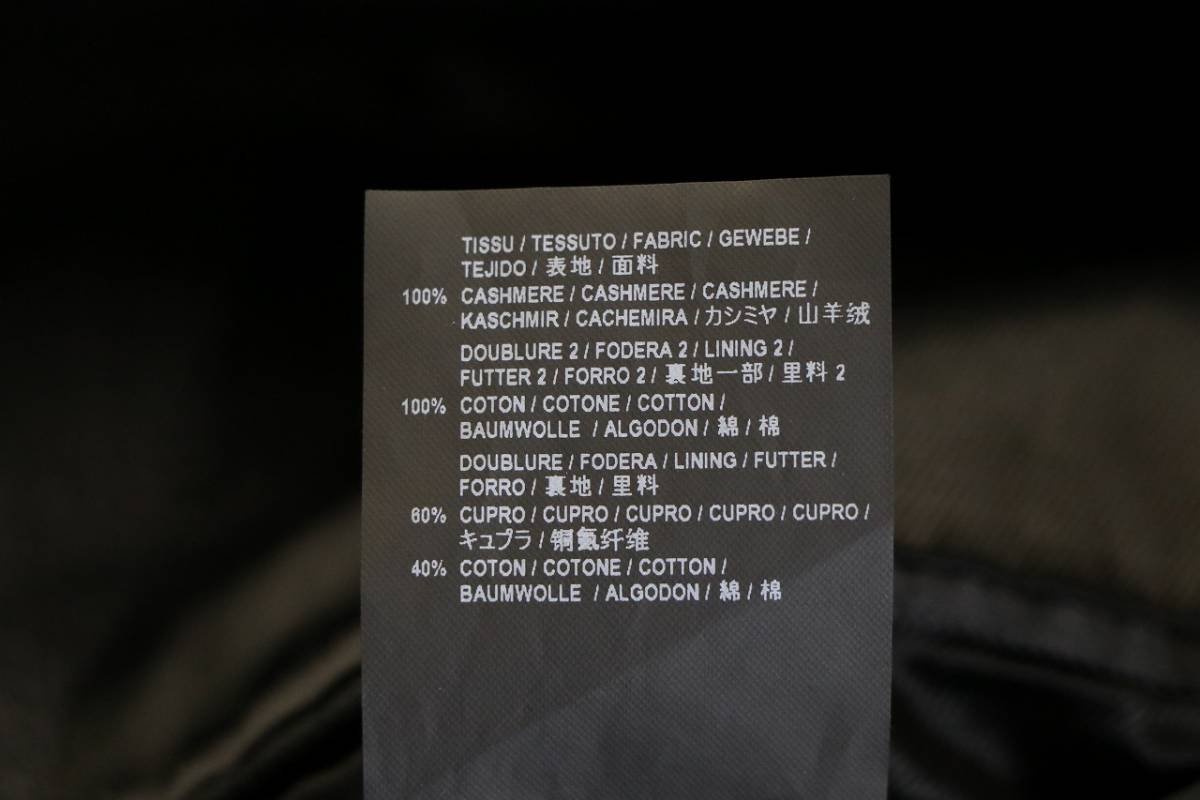 TISSU / TESSUTO / FABRIC / GEWEBE /
TEJIDO / 表地 / 面料
100% CASHMERE / CASHMERE / CASHMERE /
KASCHMIR / CACHEMIRA / カシミヤ / 山羊绒
DOUBLURE 2 / FODERA 2 / LINING 2 /
FUTTER 2 / FORRO 2 / 裏地一部 / 里料 2
100% COTON / COTONE / COTTON /
BAUMWOLLE / ALGODON / 綿 / 棉
DOUBLURE / FODERA / LINING / FUTTER /
FORRO / 裏地 / 里料
60% CUPRO / CUPRO / CUPRO / CUPRO / CUPRO /
キュプラ / 铜氨纤维
40% COTON / COTONE / COTTON /
BAUMWOLLE / ALGODON / 綿 / 棉